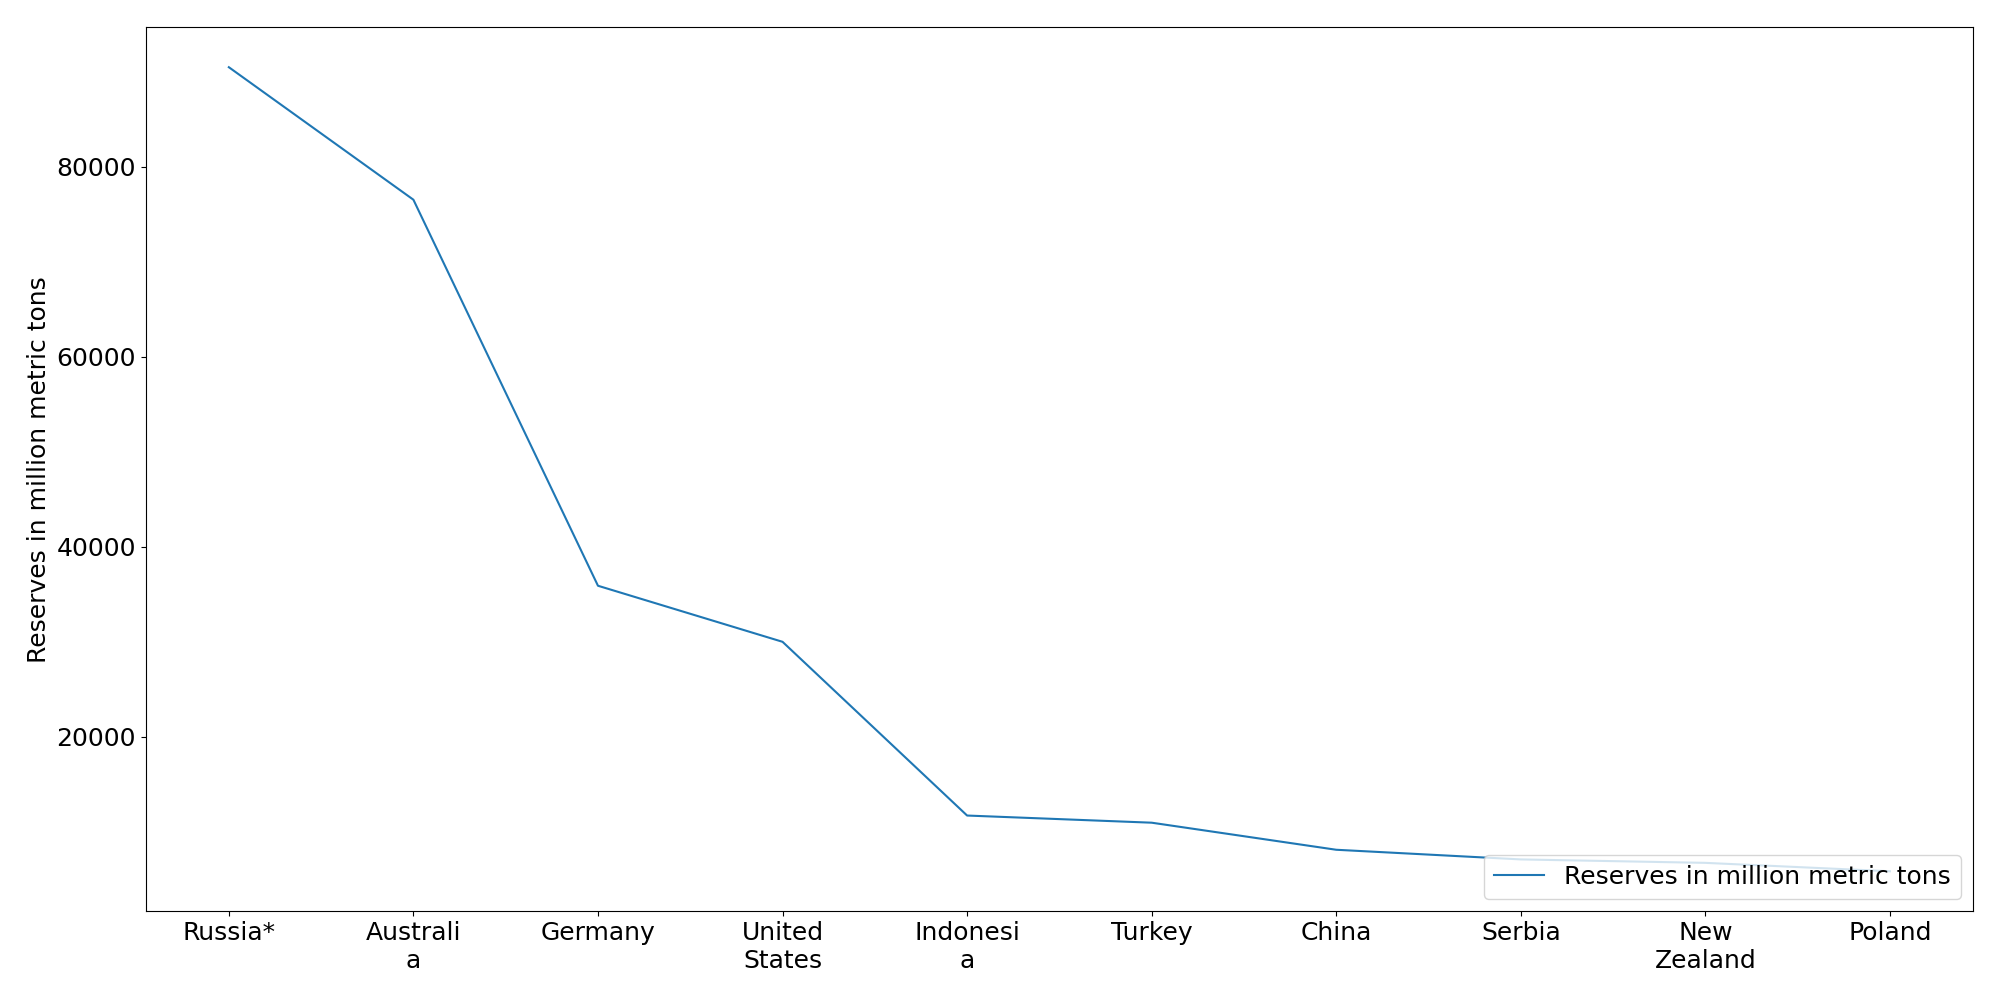 Reserves in million metric tons
80000
60000
40000
20000
Reserves in million metric tons
Russia*
Australi
a
Germany
United
States
Indonesi
a
Turkey
China
Serbia
New
Zealand
Poland